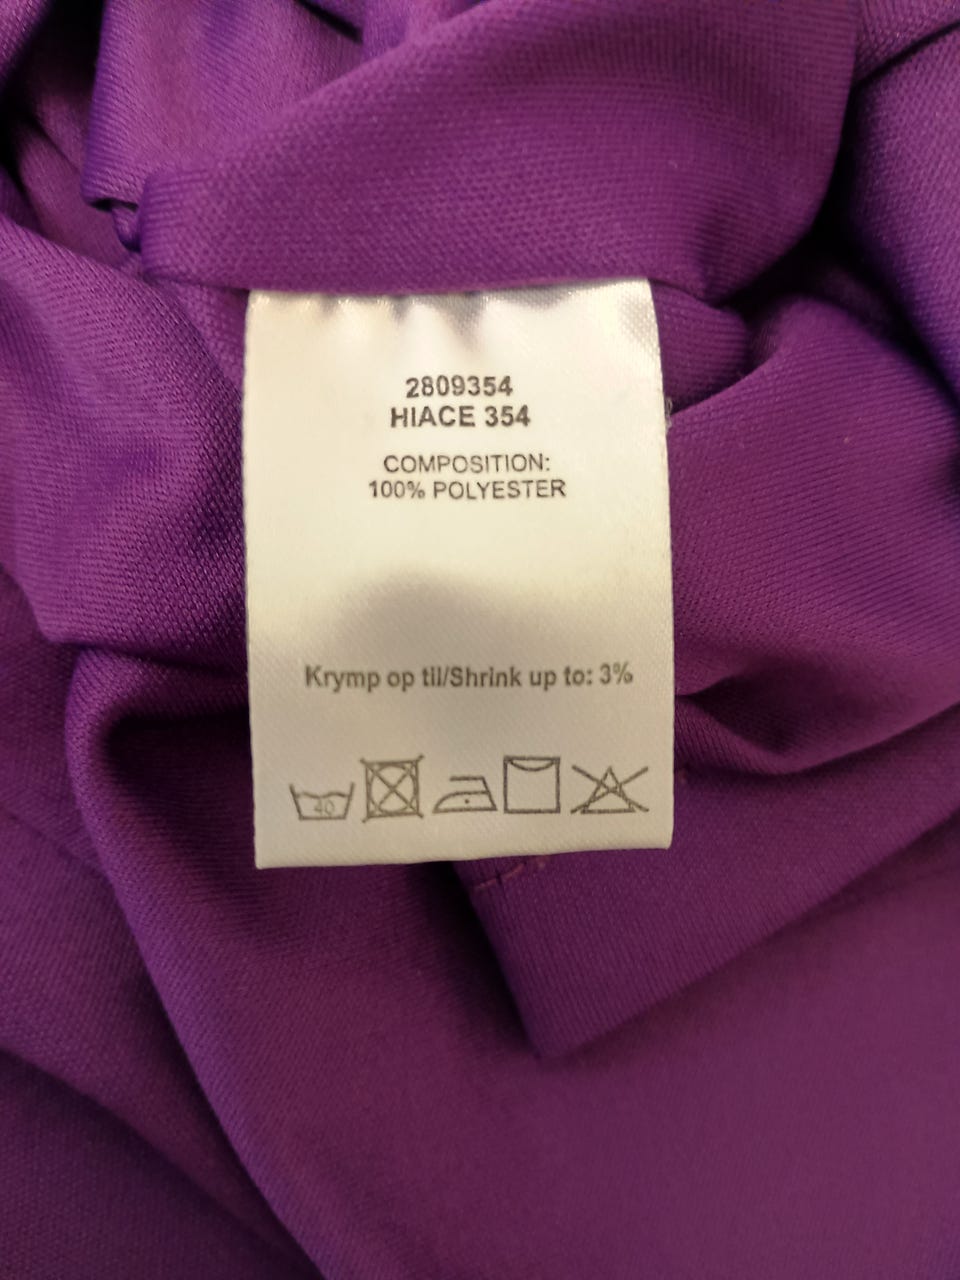 2809354
HIACE 354
COMPOSITION:
100% POLYESTER
Krymp op til/Shrink up to: 3%
40